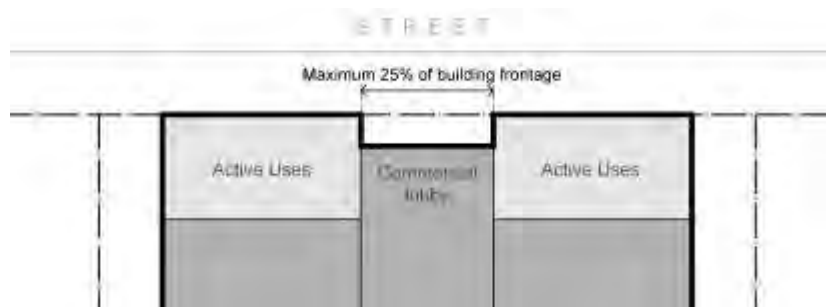 STREET
Maximum 25% of building frontage
Active Uses
Commercial
lobby
Active Uses